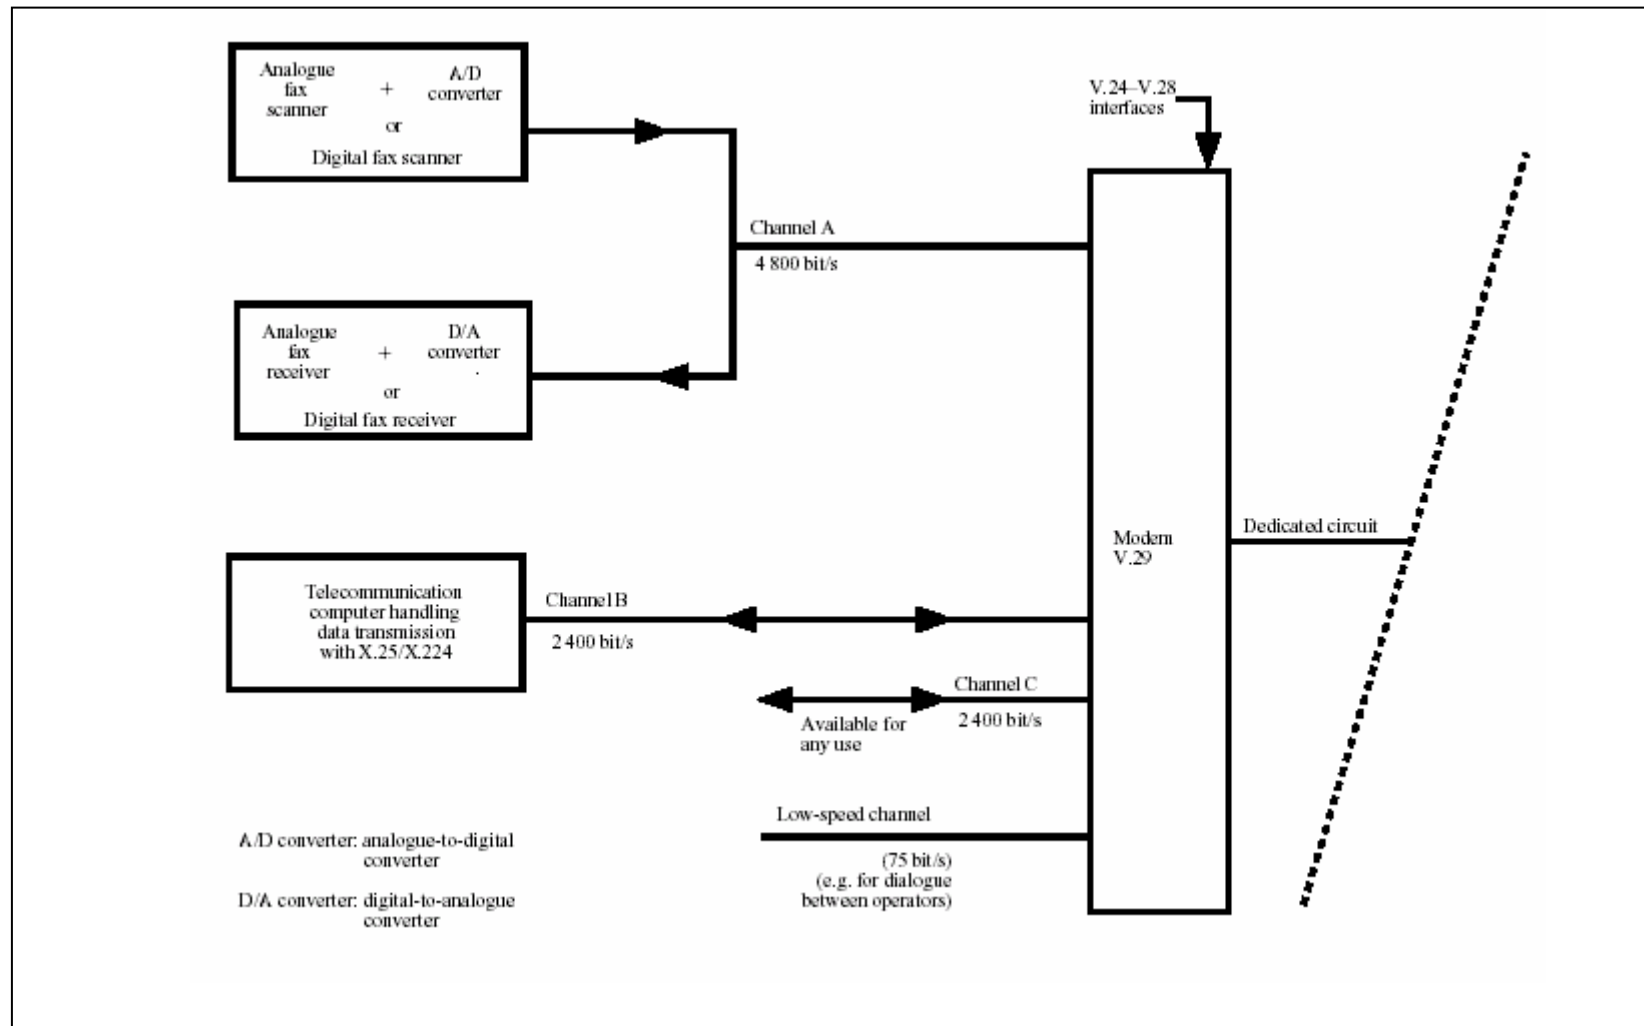 Analogue
fax
scanner
+
A/D
converter
or
Digital fax scanner
V.24–V.28
interfaces
Channel A
4 800 bit/s
Analogue
fax
receiver
+
D/A
converter
or
Digital fax receiver
Dedicated circuit
Modem
V.29
Telecommunication
computer handling
data transmission
with X.25/X.224
Channel B
2 400 bit/s
Channel C
2 400 bit/s
Available for
any use
Low-speed channel
(75 bit/s)
(e.g. for dialogue
between operators)
A/D converter: analogue-to-digital
converter
D/A converter: digital-to-analogue
converter